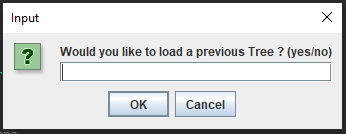 Input
Would you like to load a previous Tree ? (yes/no)
?
OK Cancel